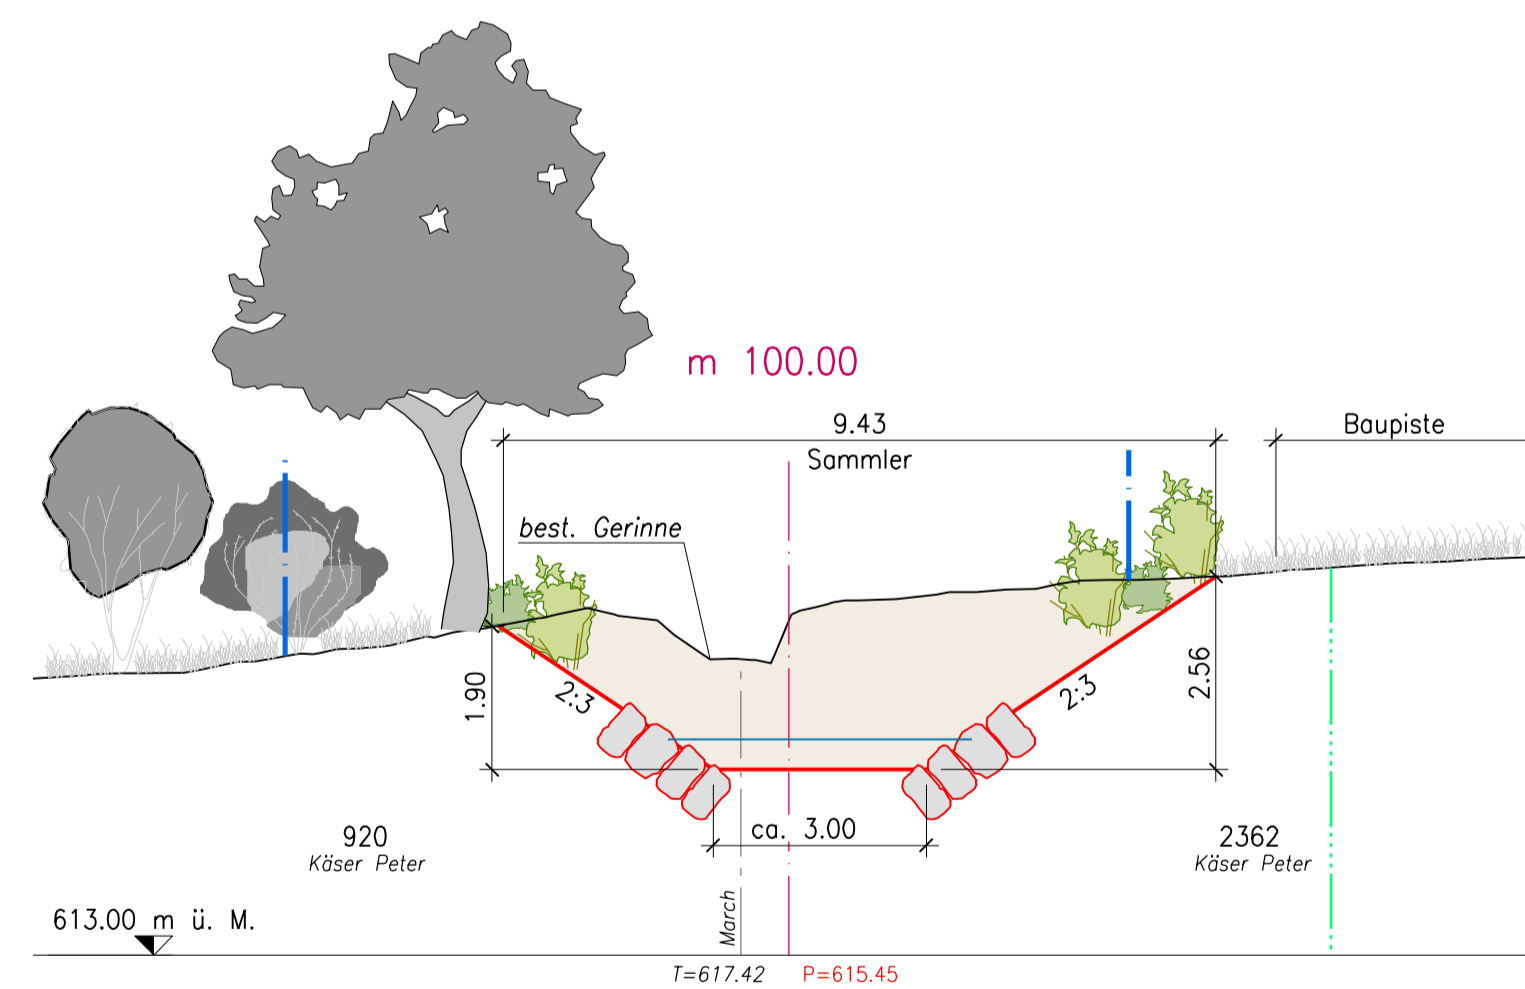 m 100.00
9.43
Baupiste
Sammler
best. Gerinne
1.90
2:3
2:3
2.56
ca. 3.00
920
Käser Peter
2362
Käser Peter
March
613.00 m ü. M.
T=617.42
P=615.45